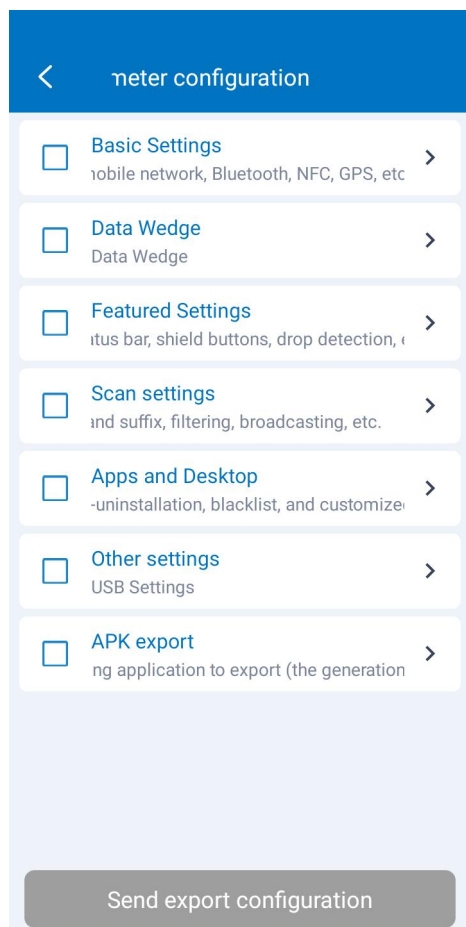 meter configuration
Basic Settings
mobile network, Bluetooth, NFC, GPS, etc
Data Wedge
Data Wedge
Featured Settings
atus bar, shield buttons, drop detection, e
Scan settings
and suffix, filtering, broadcasting, etc.
Apps and Desktop
-uninstallation, blacklist, and customize
Other settings
USB Settings
APK export
ng application to export (the generation
Send export configuration